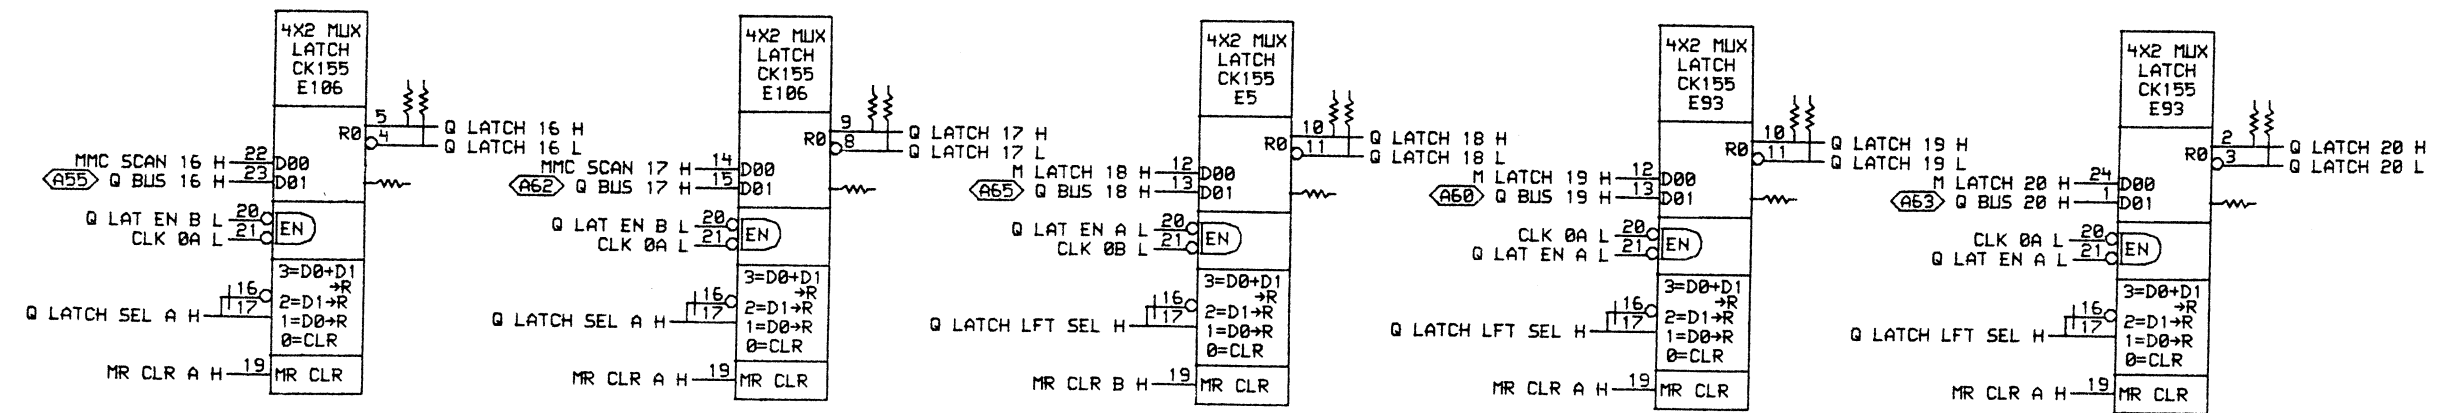 4X2 MUX
LATCH
CK155
E106
5
R0
4
Q LATCH 16 H
Q LATCH 16 L
MMC SCAN 16 H 22 D00
A55 Q BUS 16 H 23 D01
Q LAT EN B L 20
CLK 0A L 21
EN
3=D0+D1
→R
16
2=D1→R
Q LATCH SEL A H 17
1=D0→R
0=CLR
MR CLR A H 19 MR CLR
4X2 MUX
LATCH
CK155
E106
9
R0
8
Q LATCH 17 H
Q LATCH 17 L
MMC SCAN 17 H 14 D00
A62 Q BUS 17 H 15 D01
Q LAT EN B L 20
CLK 0A L 21
EN
3=D0+D1
→R
16
2=D1→R
Q LATCH SEL A H 17
1=D0→R
0=CLR
MR CLR A H 19 MR CLR
4X2 MUX
LATCH
CK155
E5
10
R0
11
Q LATCH 18 H
Q LATCH 18 L
M LATCH 18 H 12 D00
A65 Q BUS 18 H 13 D01
Q LAT EN A L 20
CLK 0B L 21
EN
3=D0+D1
→R
16
2=D1→R
Q LATCH LFT SEL H 17
1=D0→R
0=CLR
MR CLR B H 19 MR CLR
4X2 MUX
LATCH
CK155
E93
10
R0
11
Q LATCH 19 H
Q LATCH 19 L
M LATCH 19 H 12 D00
A60 Q BUS 19 H 13 D01
CLK 0A L 20
Q LAT EN A L 21
EN
3=D0+D1
→R
16
2=D1→R
Q LATCH LFT SEL H 17
1=D0→R
0=CLR
MR CLR A H 19 MR CLR
4X2 MUX
LATCH
CK155
E93
2
R0
3
Q LATCH 20 H
Q LATCH 20 L
M LATCH 20 H 24 D00
A63 Q BUS 20 H 1 D01
CLK 0A L 20
Q LAT EN A L 21
EN
3=D0+D1
→R
16
2=D1→R
Q LATCH LFT SEL H 17
1=D0→R
0=CLR
MR CLR A H 19 MR CLR